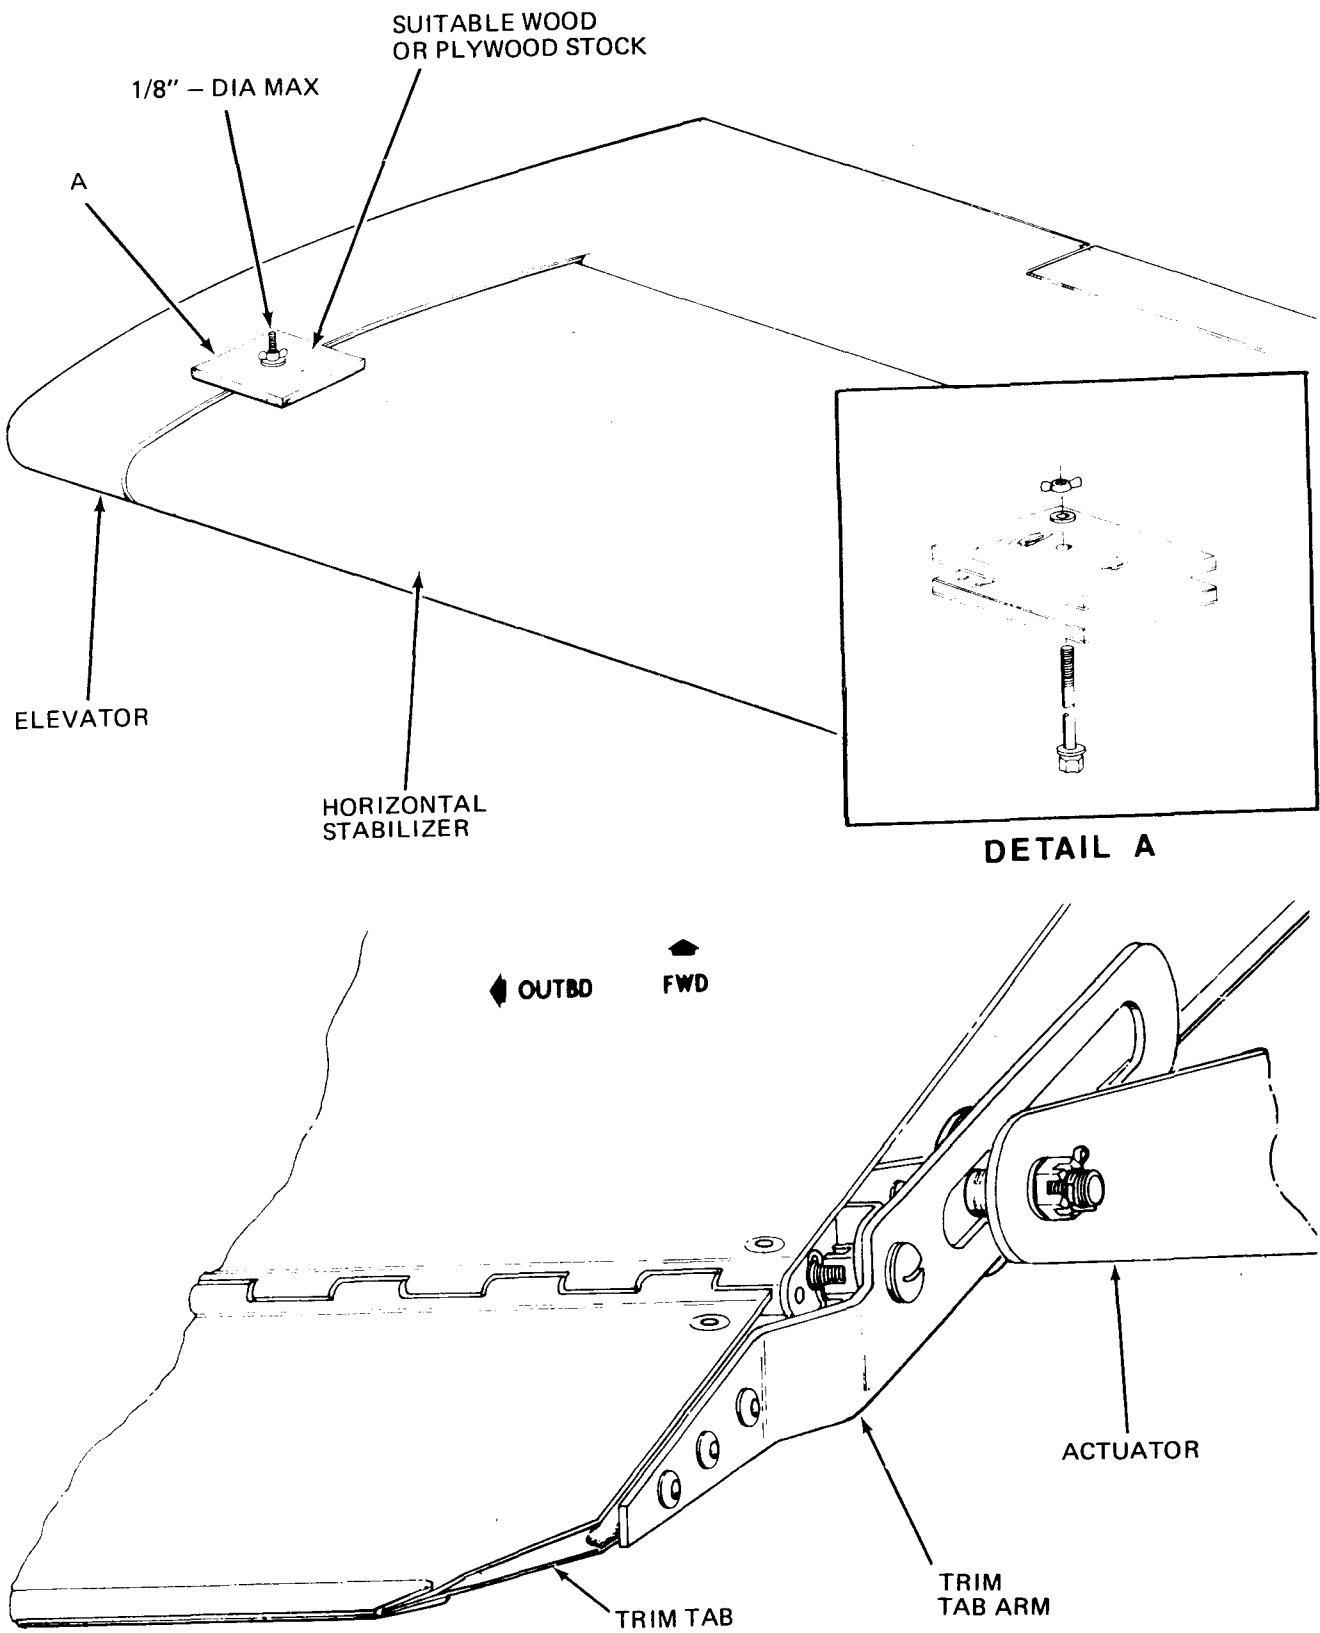 SUITABLE WOOD
OR PLYWOOD STOCK
1/8" – DIA MAX
A
ELEVATOR
HORIZONTAL
STABILIZER
DETAIL A
OUTBD
FWD
ACTUATOR
TRIM
TAB ARM
TRIM TAB